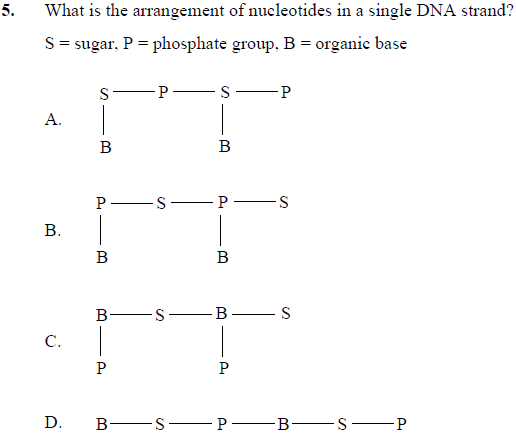 5. What is the arrangement of nucleotides in a single DNA strand?
S = sugar, P = phosphate group, B = organic base
S P S P
A.
B B
P S P S
B.
B B
B S B S
C.
P P
D. B S P B S P